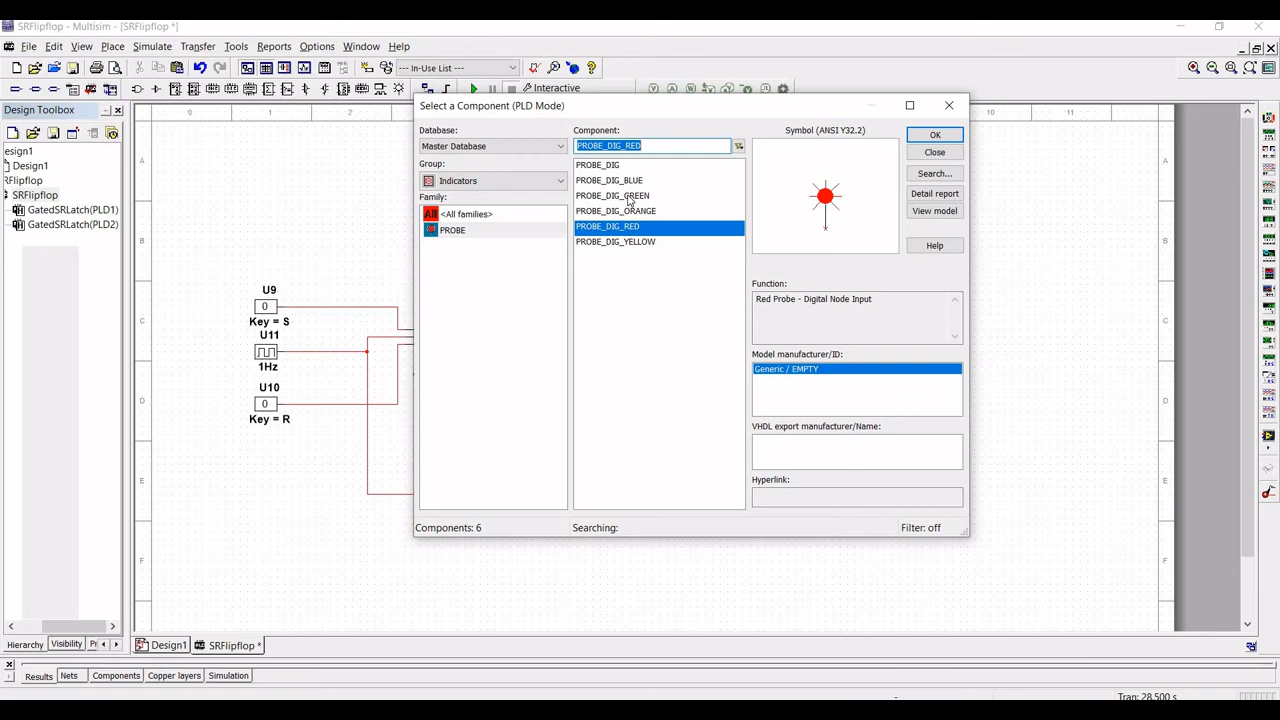 SRFlipflop - Multisim - [SRFlipflop *]
File Edit View Place Simulate Transfer Tools Reports Options Window Help
--- In-Use List ---
Interactive
Design Toolbox
esign1
Design1
RFlipflop
SRFlipflop
GatedSRLatch(PLD1)
GatedSRLatch(PLD2)
0 1 2 10 11
A A
B B
C C
D D
E E
F F
U9
0
Key = S
U11
1Hz
U10
0
Key = R
Select a Component (PLD Mode)
Database:
Master Database
Group:
Indicators
Family:
All <All families>
PROBE
Component:
PROBE_DIG_RED
PROBE_DIG
PROBE_DIG_BLUE
PROBE_DIG_GREEN
PROBE_DIG_ORANGE
PROBE_DIG_RED
PROBE_DIG_YELLOW
Symbol (ANSI Y32.2)
OK
Close
Search...
Detail report
View model
Help
Function:
Red Probe - Digital Node Input
Model manufacturer/ID:
Generic / EMPTY
VHDL export manufacturer/Name:
Hyperlink:
Components: 6 Searching: Filter: off
Hierarchy Visibility Pr
Design1 SRFlipflop *
Results Nets Components Copper layers Simulation
- Tran: 28.500 s